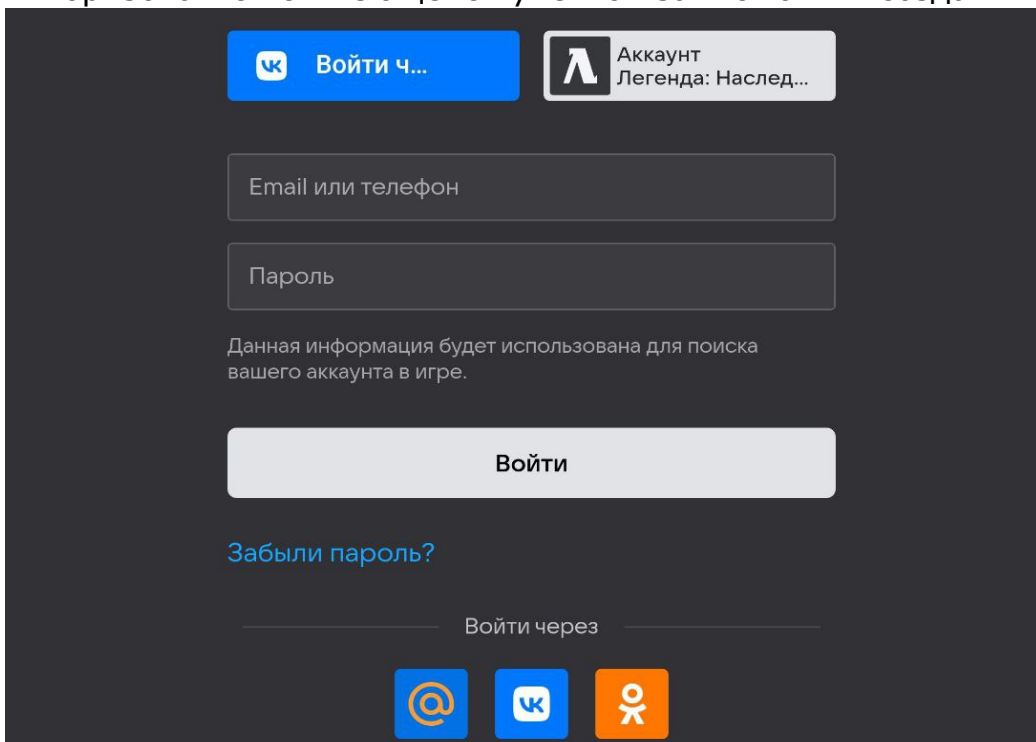 Войти ч...
Аккаунт
Легенда: Наслед...
Email или телефон
Пароль
Данная информация будет использована для поиска
вашего аккаунта в игре.
Войти
Забыли пароль?
Войти через